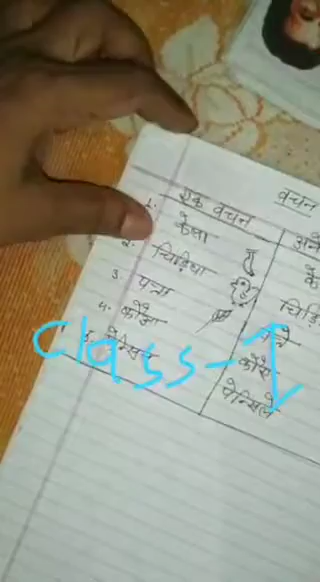 वचन
एक वचन
1. केला
2. चिड़िया
3. पत्ता
4. कौआ
5. पेन्सिल
कौए
पेन्सिले
Class-1